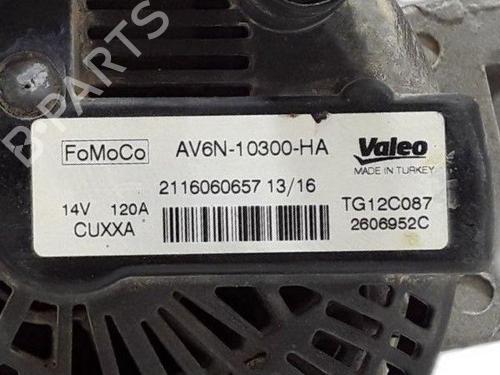 B-PARTS
FoMoCo AV6N-10300-HA Valeo
MADE IN TURKEY
2116060657 13/16
14V 120A TG12C087
CUXXA 2606952C